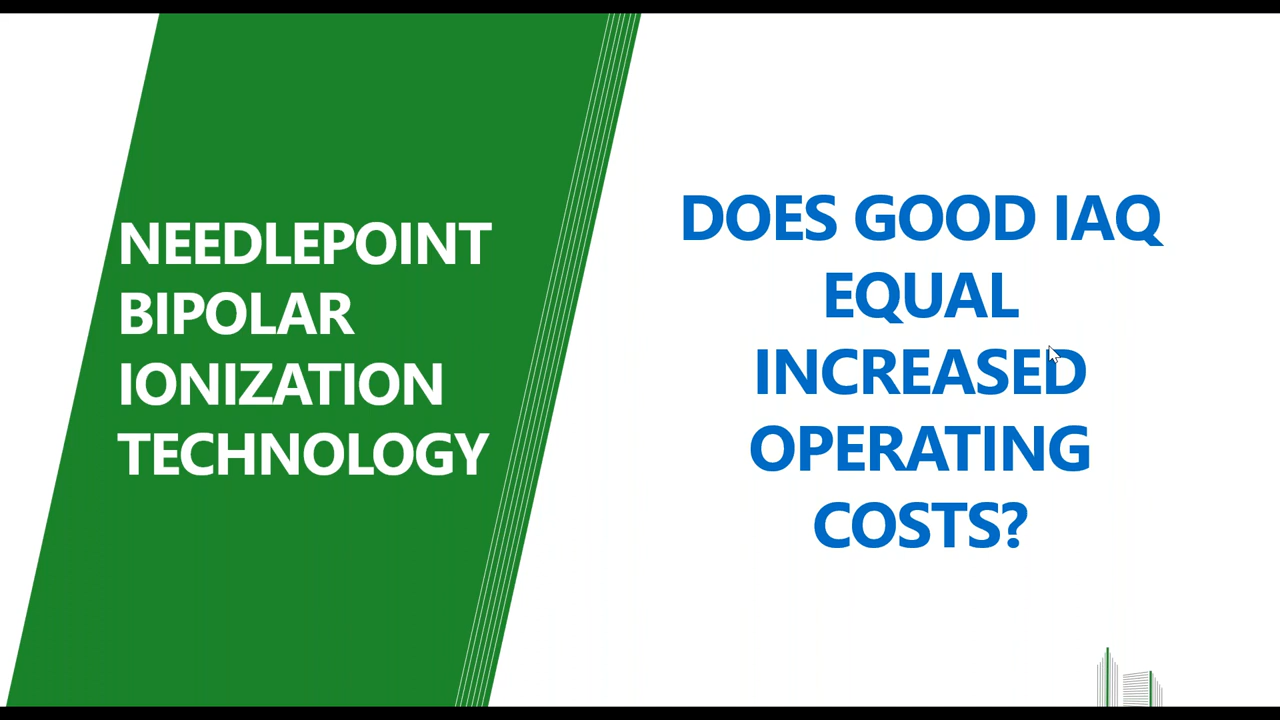 NEEDLEPOINT
BIPOLAR
IONIZATION
TECHNOLOGY
DOES GOOD IAQ
EQUAL
INCREASED
OPERATING
COSTS?